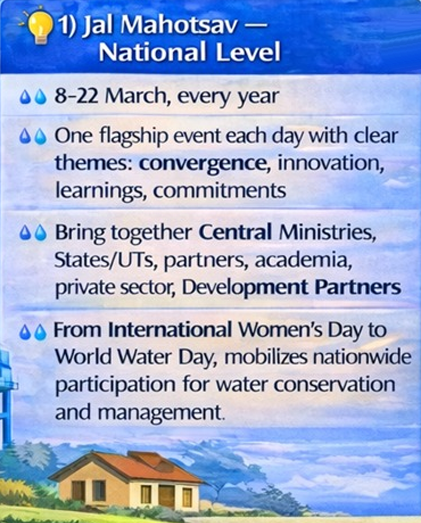 1) Jal Mahotsav —
National Level
8–22 March, every year
One flagship event each day with clear
themes: convergence, innovation,
learnings, commitments
Bring together Central Ministries,
States/UTs, partners, academia,
private sector, Development Partners
From International Women's Day to
World Water Day, mobilizes nationwide
participation for water conservation
and management.